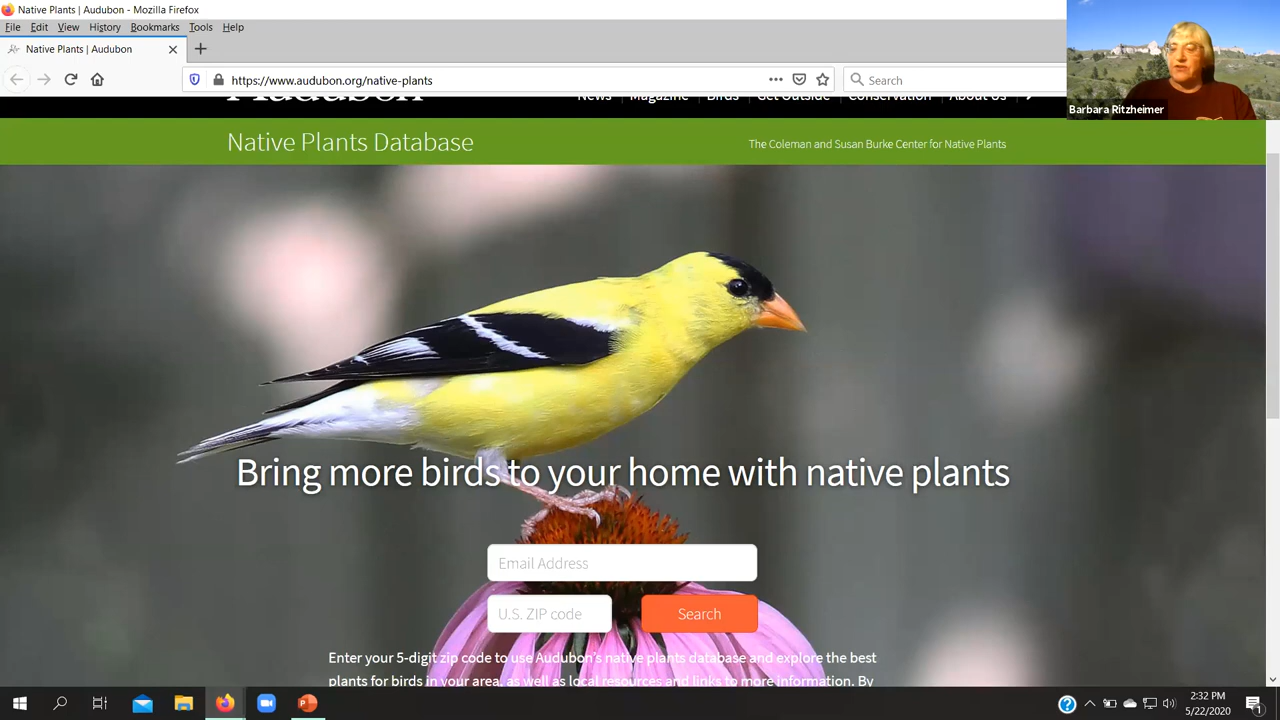 Native Plants | Audubon - Mozilla Firefox
File Edit View History Bookmarks Tools Help
Native Plants | Audubon
https://www.audubon.org/native-plants
Search
Barbara Ritzheimer
Audubon
News Magazine Birds Get Outside Conservation About Us
Native Plants Database
The Coleman and Susan Burke Center for Native Plants
Bring more birds to your home with native plants
Email Address
U.S. ZIP code
Search
Enter your 5-digit zip code to use Audubon's native plants database and explore the best
plants for birds in your area, as well as local resources and links to more information. By
2:32 PM
5/22/2020
1